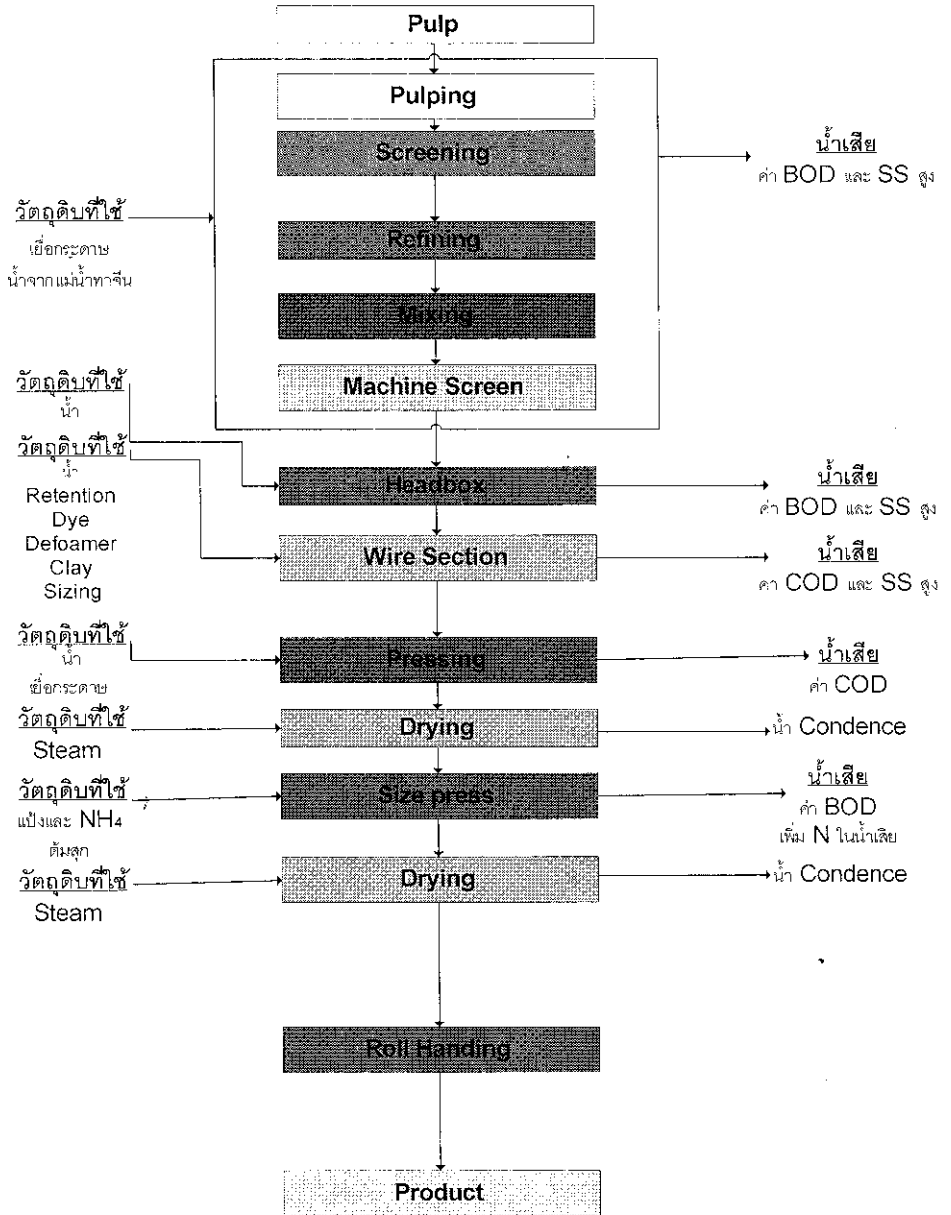 Pulp
Pulping
Screening
Refining
Mixing
Machine Screen
Headbox
Wire Section
Pressing
Drying
Size press
Drying
Roll Handing
Product
วัตถุดิบที่ใช้
เยื่อกระดาษ
น้ำจากแม่น้ำท่าจีน
วัตถุดิบที่ใช้
น้ำ
วัตถุดิบที่ใช้
น้ำ
Retention
Dye
Defoamer
Clay
Sizing
วัตถุดิบที่ใช้
น้ำ
เยื่อกระดาษ
วัตถุดิบที่ใช้
Steam
วัตถุดิบที่ใช้
แป้งและ NH4
ต้มสุก
วัตถุดิบที่ใช้
Steam
น้ำเสีย
ค่า BOD และ SS สูง
น้ำเสีย
ค่า BOD และ SS สูง
น้ำเสีย
ค่า COD และ SS สูง
น้ำเสีย
ค่า COD
น้ำ Condence
น้ำเสีย
ค่า BOD
เพิ่ม N ในน้ำเสีย
น้ำ Condence